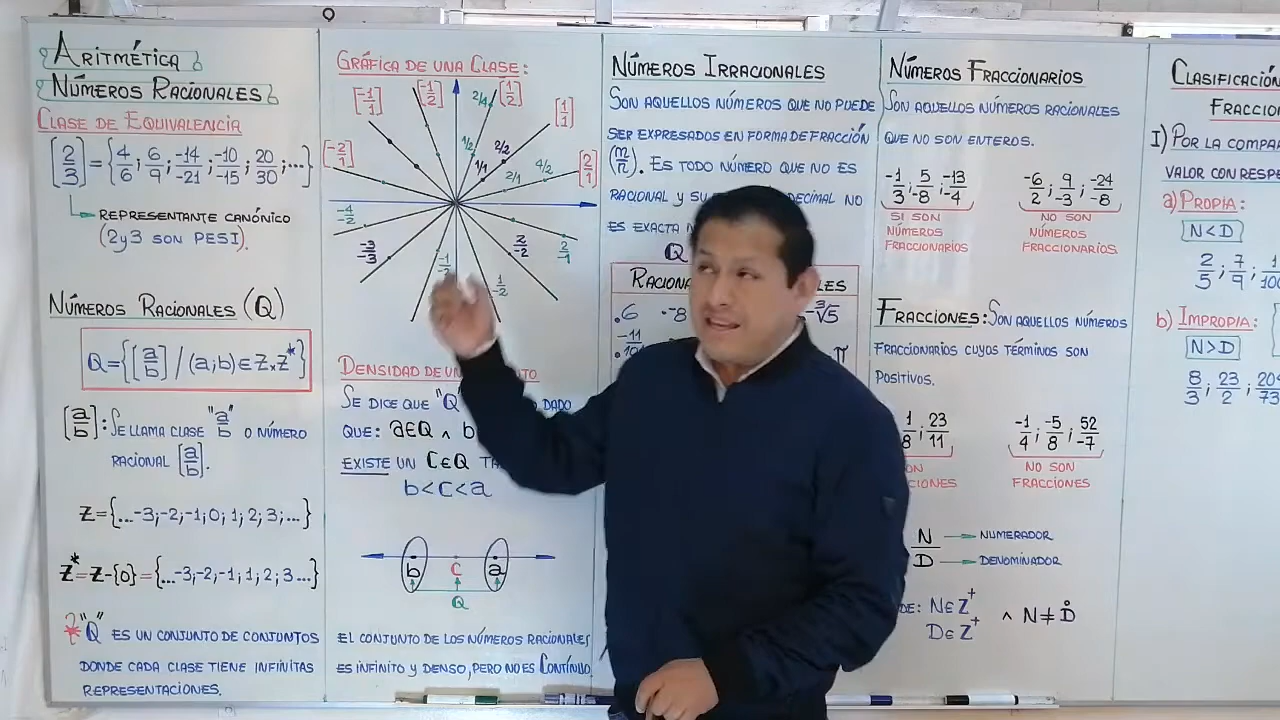 ARITMÉTICA
NÚMEROS RACIONALES
CLASE DE EQUIVALENCIA
[2/3] = {4/6; 6/9; -14/-21; -10/-15; 20/30; ...}
REPRESENTANTE CANÓNICO
(2 y 3 SON PESI).
NÚMEROS RACIONALES (Q)
Q = {[a/b] / (a;b) ∈ Z x Z*}
[a/b]: SE LLAMA CLASE "a/b" O NÚMERO
RACIONAL [a/b].
Z = {...-3;-2;-1;0;1;2;3;...}
Z* = Z-{0} = {...-3;-2;-1;1;2;3...}
* "Q" ES UN CONJUNTO DE CONJUNTOS
DONDE CADA CLASE TIENE INFINITAS
REPRESENTACIONES.
GRÁFICA DE UNA CLASE:
[-1/1] [-1/2] 2/4 [1/2] [1/1]
[-2/1] 1/2 2/2 1/1 4/2 2/1 [2/1]
-4/-2 -3/-3 -1/-2 1/-2 2/-2 2/-1
DENSIDAD DE UN
SE DICE QUE "Q" DADO
QUE: a∈Q ∧ b
EXISTE UN C∈Q
b<c<a
b c a
Q
EL CONJUNTO DE LOS NÚMEROS RACIONALES
ES INFINITO Y DENSO, PERO NO ES CONTÍNUO.
NÚMEROS IRRACIONALES
SON AQUELLOS NÚMEROS QUE NO PUEDE
SER EXPRESADOS EN FORMA DE FRACCIÓN
(m/n). ES TODO NÚMERO QUE NO ES
RACIONAL Y SU DECIMAL NO
ES EXACTA
Q
.6 .-8 -³√5
π
NÚMEROS FRACCIONARIOS
SON AQUELLOS NÚMEROS RACIONALES
QUE NO SON ENTEROS.
-1/3; 5/-8; -13/-4 -6/2; 9/-3; -24/-8
SI SON NÚMEROS FRACCIONARIOS
NO SON NÚMEROS FRACCIONARIOS
FRACCIONES: SON AQUELLOS NÚMEROS
FRACCIONARIOS CUYOS TÉRMINOS SON
POSITIVOS.
23/11 -1/4; -5/8; 52/-7
NO SON
FRACCIONES
N → NUMERADOR
D → DENOMINADOR
N∈Z⁺ ∧ N≠D̊
D∈Z⁺
CLASIFICACIÓN
I) POR LA
VALOR CON
a) PROPIA:
N<D
2/5; 7/9;
b) IMPROPIA:
N>D
8/3; 23/2;